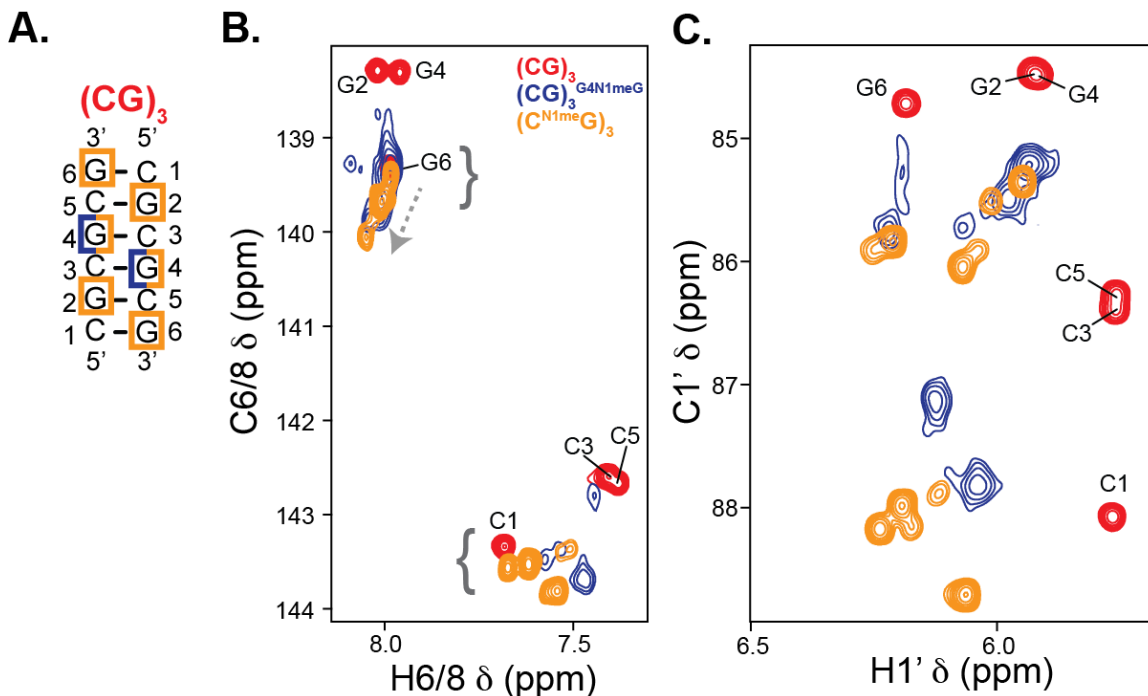 A.
(CG)3
3’ 5’
6 G C 1
5 C G 2
4 G C 3
3 C G 4
2 G C 5
1 C G 6
5’ 3’
B.
G2 G4
(CG)3
(CG)3 G4N1meG
(C N1me G)3
G6 }
C3 C5
C1
{
139
140
141
142
143
144
C6/8 δ (ppm)
8.0 7.5
H6/8 δ (ppm)
C.
G6
G2 G4
C5
C3
C1
85
86
87
88
C1’ δ (ppm)
6.5 6.0
H1’ δ (ppm)